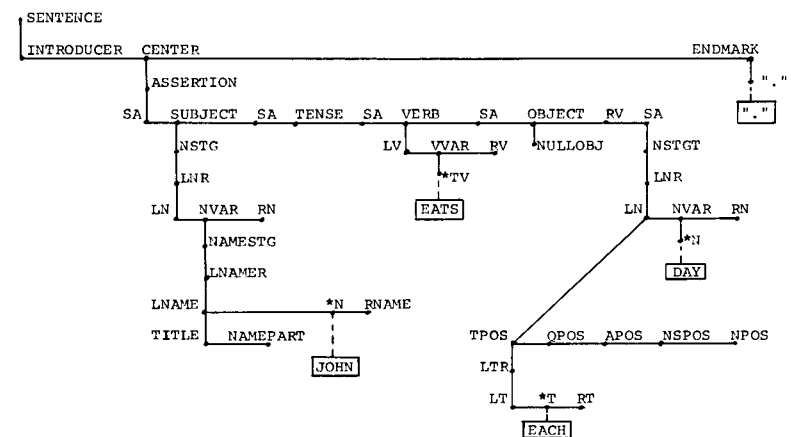 SENTENCE
INTRODUCER CENTER ENDMARK
ASSERTION "."
"."
SA SUBJECT SA TENSE SA VERB SA OBJECT RV SA
NSTG LV VVAR RV NULLOBJ NSTGT
LNR *TV LNR
EATS
LN NVAR RN LN NVAR RN
NAMESTG *N
LNAMER DAY
LNAME *N RNAME
TITLE NAMEPART TPOS QPOS APOS NSPOS NPOS
JOHN LTR
LT *T RT
EACH